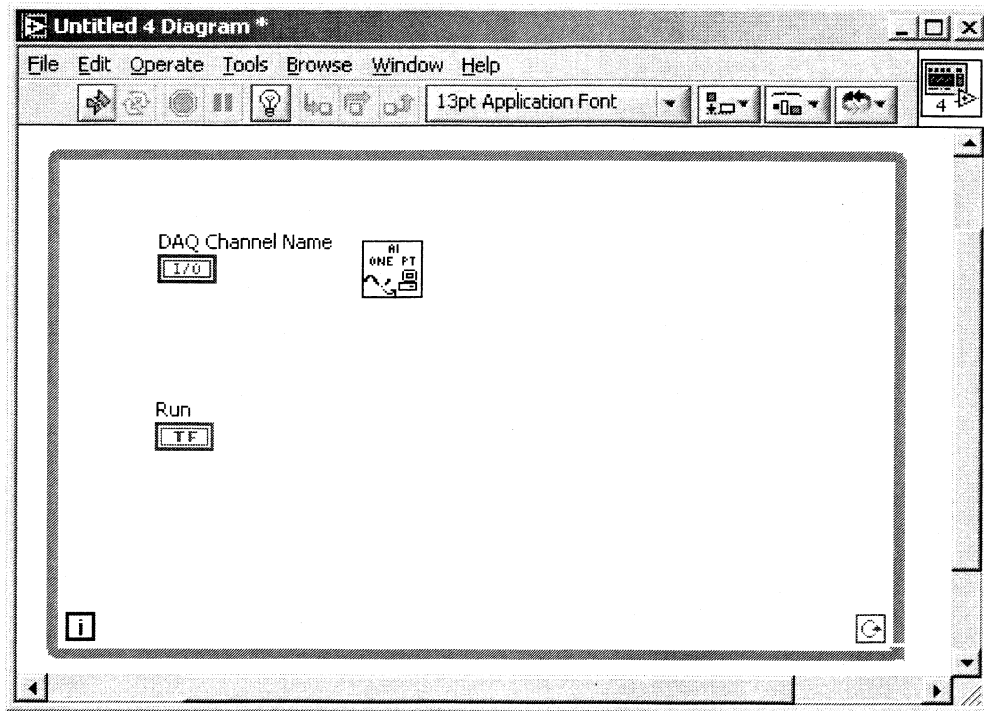 Untitled 4 Diagram *
File Edit Operate Tools Browse Window Help
13pt Application Font
4
DAQ Channel Name
I/O
AI
ONE PT
Run
TF
i